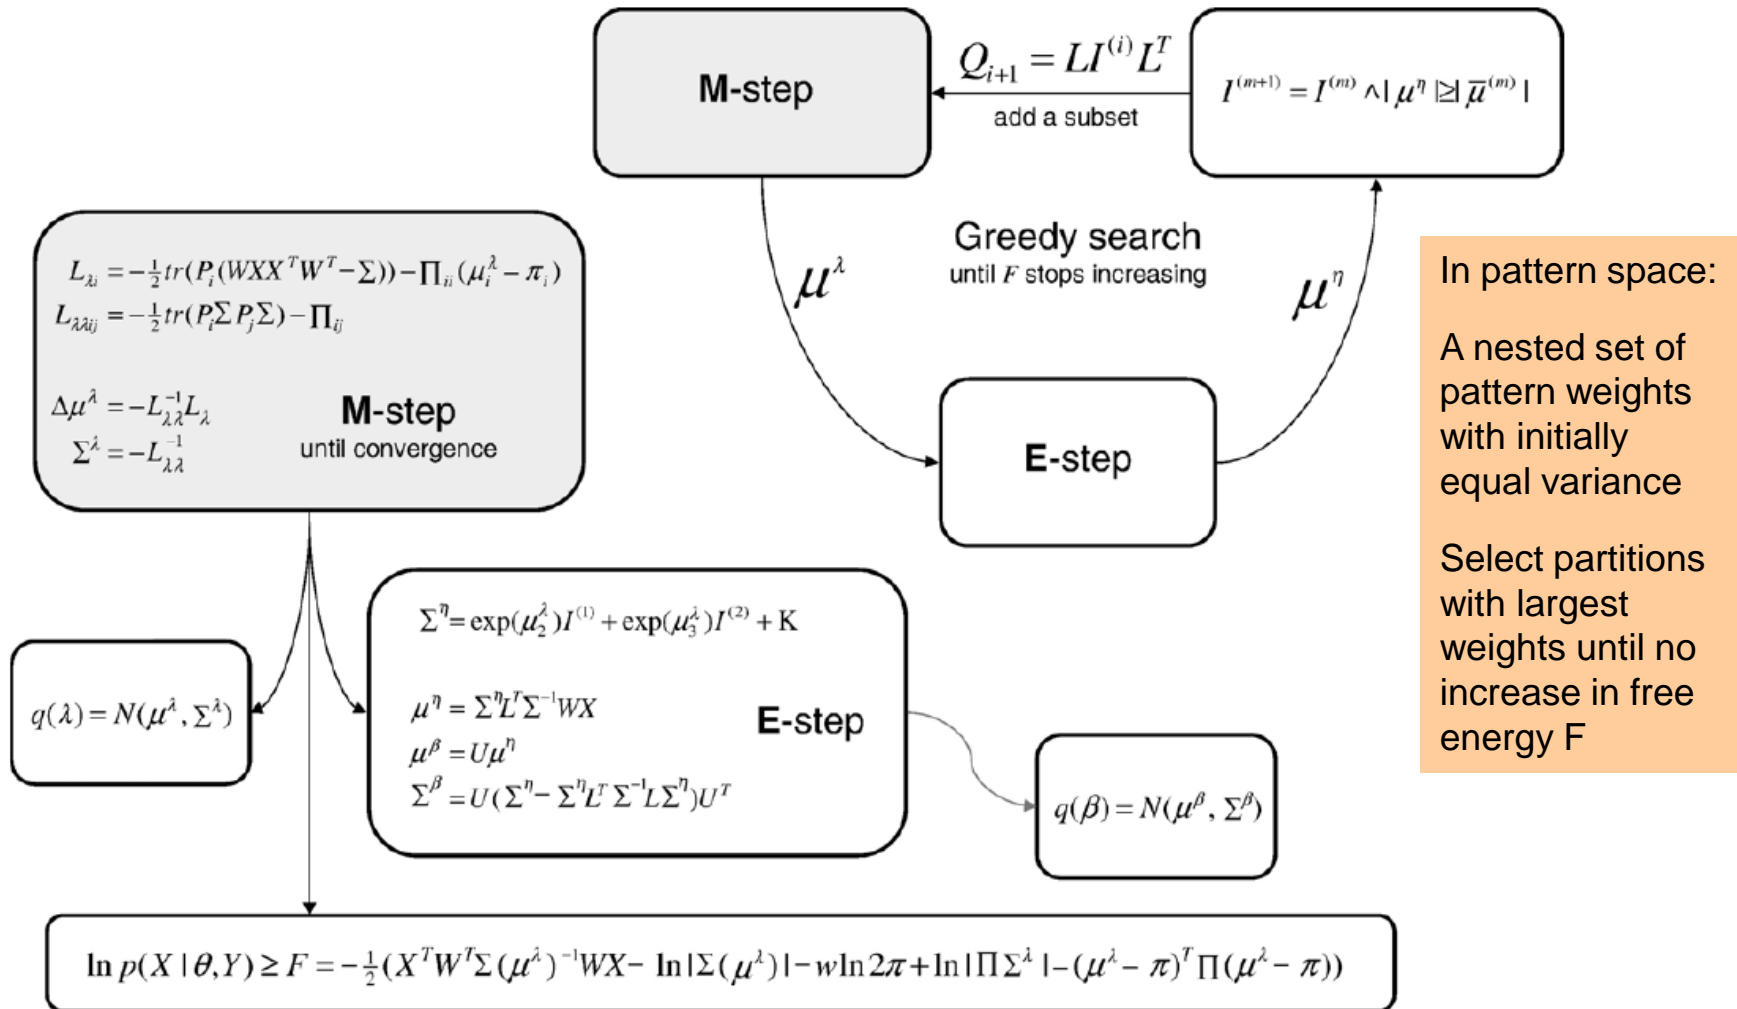 M-step
Q_{i+1} = LI^{(i)}L^T
add a subset
I^{(m+1)} = I^{(m)} ∧| μ^η |≥| μ̄^{(m)} |
Greedy search
until F stops increasing
μ^λ
μ^η
E-step
L_{λi} = −½tr(P_i(WXX^TW^T−Σ))−∏_{ii}(μ_i^λ − π_i)
L_{λλij} = −½tr(P_iΣP_jΣ)−∏_{ij}
Δμ^λ = −L_{λλ}^{−1}L_λ
Σ^λ = −L_{λλ}^{−1}
M-step
until convergence
Σ^η = exp(μ_2^λ)I^{(1)} + exp(μ_3^λ)I^{(2)} + K
μ^η = Σ^ηL^TΣ^{−1}WX
μ^β = Uμ^η
Σ^β = U(Σ^η − Σ^ηL^TΣ^{−1}LΣ^η)U^T
E-step
q(λ) = N(μ^λ, Σ^λ)
q(β) = N(μ^β, Σ^β)
ln p(X | θ,Y) ≥ F = −½(X^TW^TΣ(μ^λ)^{−1}WX− ln|Σ(μ^λ)|−wln2π+ln|ΠΣ^λ|−(μ^λ − π)^TΠ(μ^λ − π))
In pattern space:
A nested set of
pattern weights
with initially
equal variance
Select partitions
with largest
weights until no
increase in free
energy F